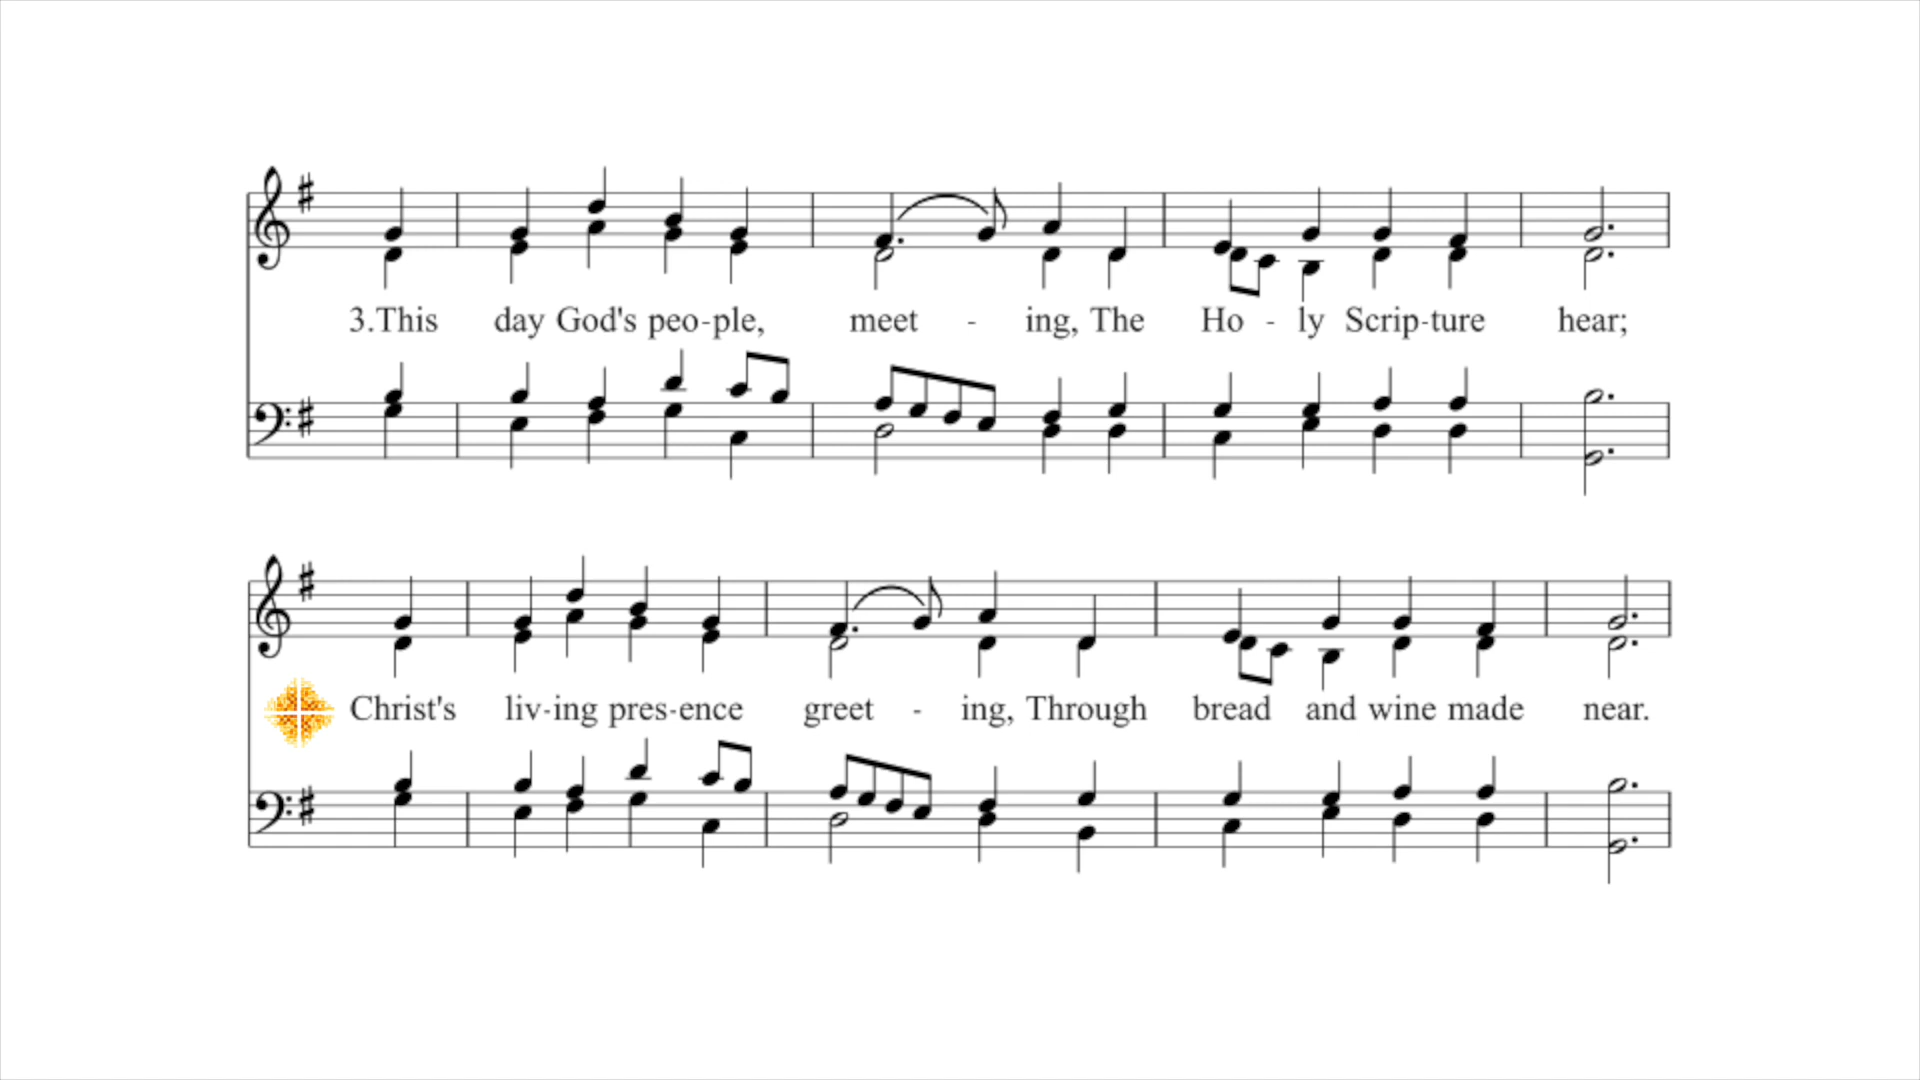 3.This day God's peo-ple, meet - ing, The Ho - ly Scrip-ture hear;
Christ's liv-ing pres-ence greet - ing, Through bread and wine made near.